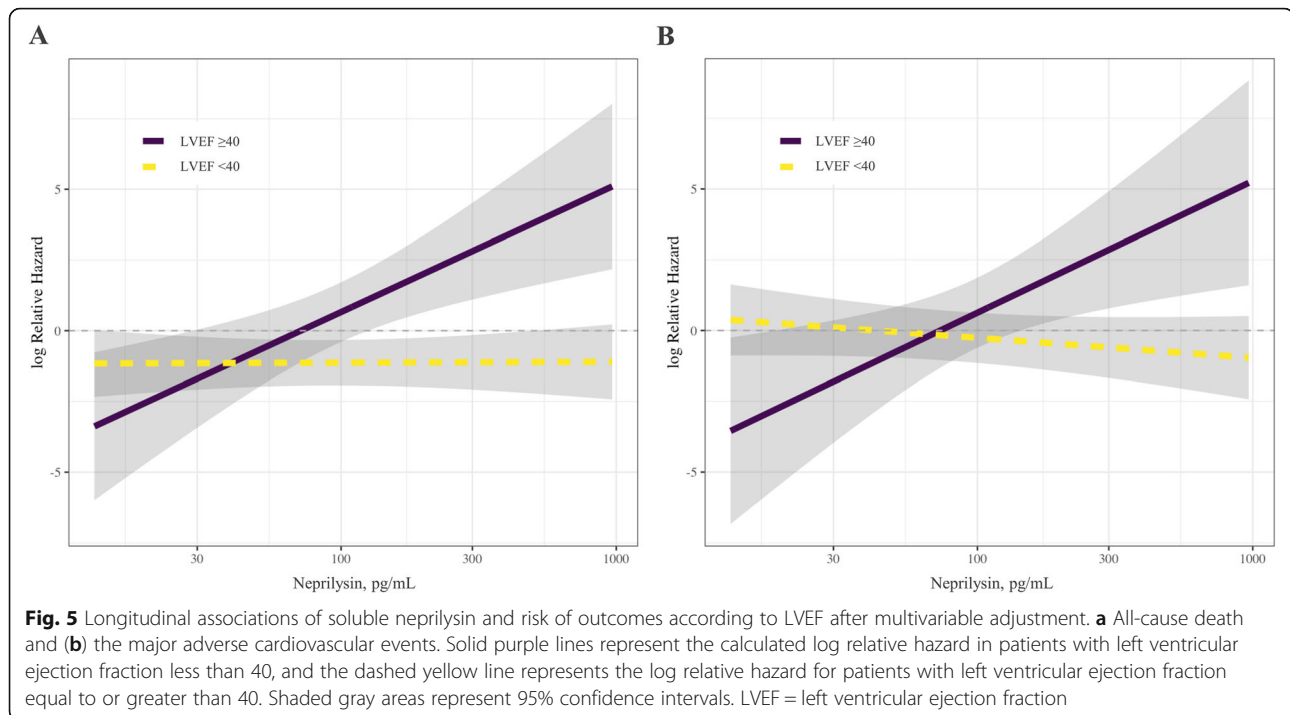 A
B
LVEF ≥40
LVEF <40
LVEF ≥40
LVEF <40
5
0
-5
log Relative Hazard
5
0
-5
log Relative Hazard
30
100
300
1000
Neprilysin, pg/mL
30
100
300
1000
Neprilysin, pg/mL
Fig. 5 Longitudinal associations of soluble neprilysin and risk of outcomes according to LVEF after multivariable adjustment. a All-cause death
and (b) the major adverse cardiovascular events. Solid purple lines represent the calculated log relative hazard in patients with left ventricular
ejection fraction less than 40, and the dashed yellow line represents the log relative hazard for patients with left ventricular ejection fraction
equal to or greater than 40. Shaded gray areas represent 95% confidence intervals. LVEF = left ventricular ejection fraction